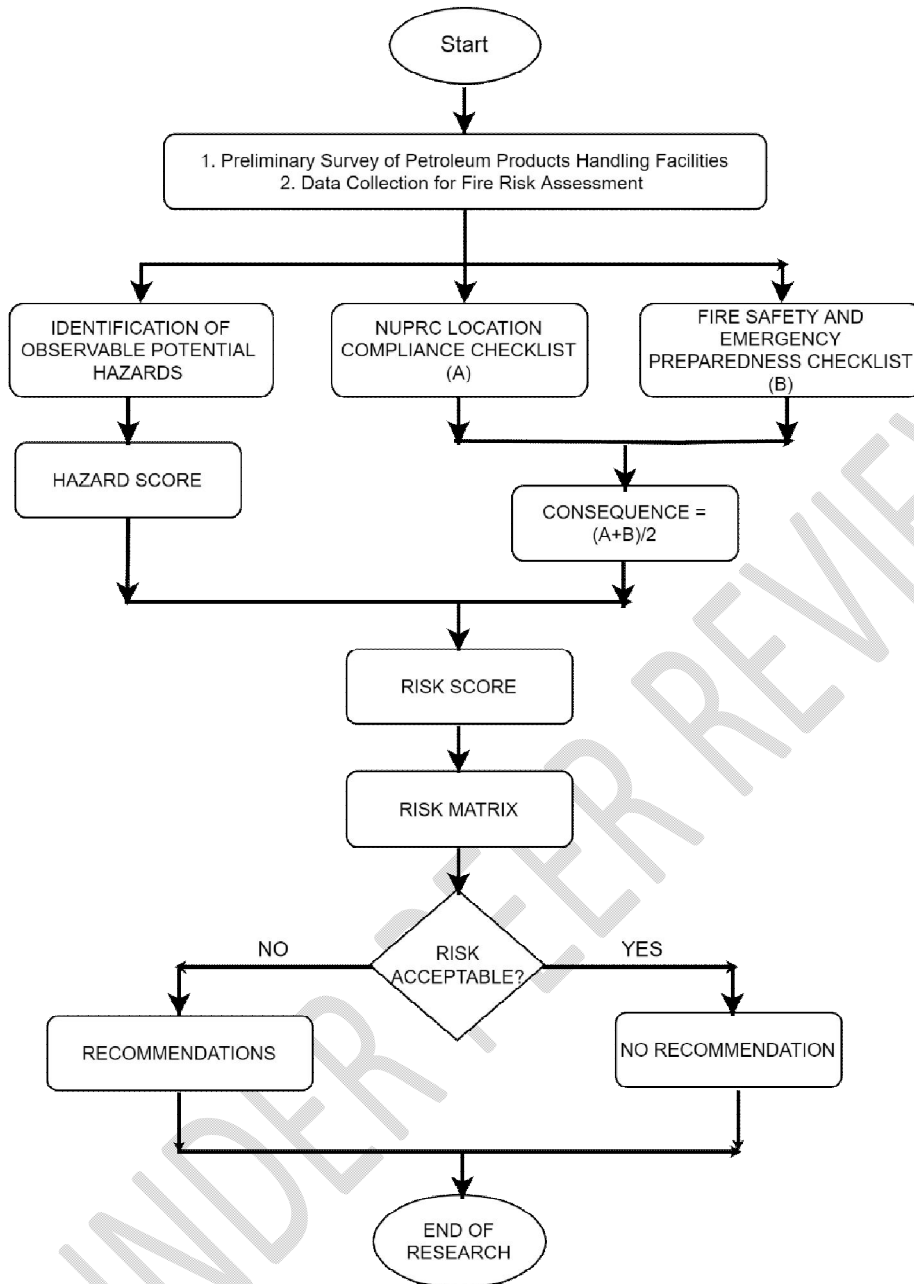 Start
1. Preliminary Survey of Petroleum Products Handling Facilities
2. Data Collection for Fire Risk Assessment
IDENTIFICATION OF
OBSERVABLE POTENTIAL
HAZARDS
NUPRC LOCATION
COMPLIANCE CHECKLIST
(A)
FIRE SAFETY AND
EMERGENCY
PREPAREDNESS CHECKLIST
(B)
HAZARD SCORE
CONSEQUENCE =
(A+B)/2
RISK SCORE
RISK MATRIX
RISK
ACCEPTABLE?
NO
YES
RECOMMENDATIONS
NO RECOMMENDATION
END OF
RESEARCH
UNDER PEER REVIEW